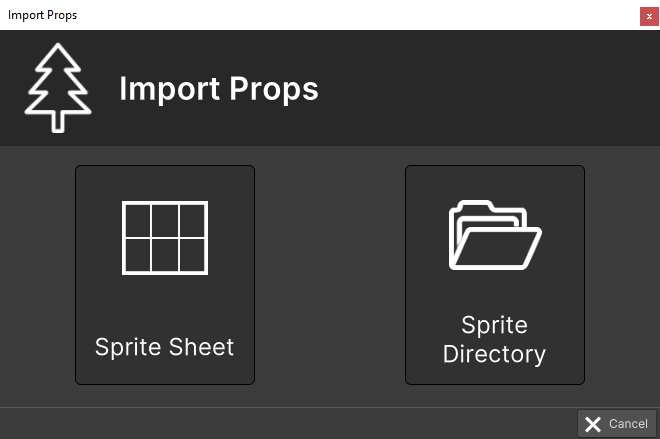 Import Props
x
Import Props
Sprite Sheet
Sprite
Directory
Cancel